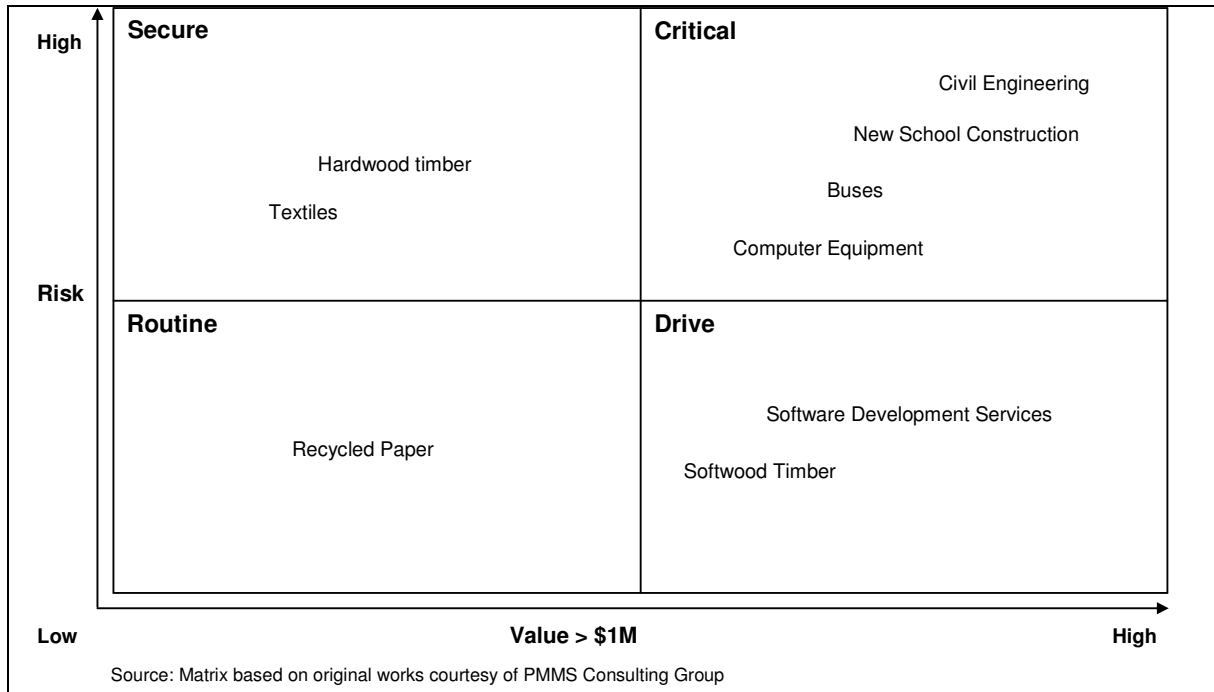 High
Secure
Critical
Civil Engineering
New School Construction
Hardwood timber
Buses
Textiles
Computer Equipment
Risk
Routine
Drive
Software Development Services
Recycled Paper
Softwood Timber
Low
Value > $1M
High
Source: Matrix based on original works courtesy of PMMS Consulting Group